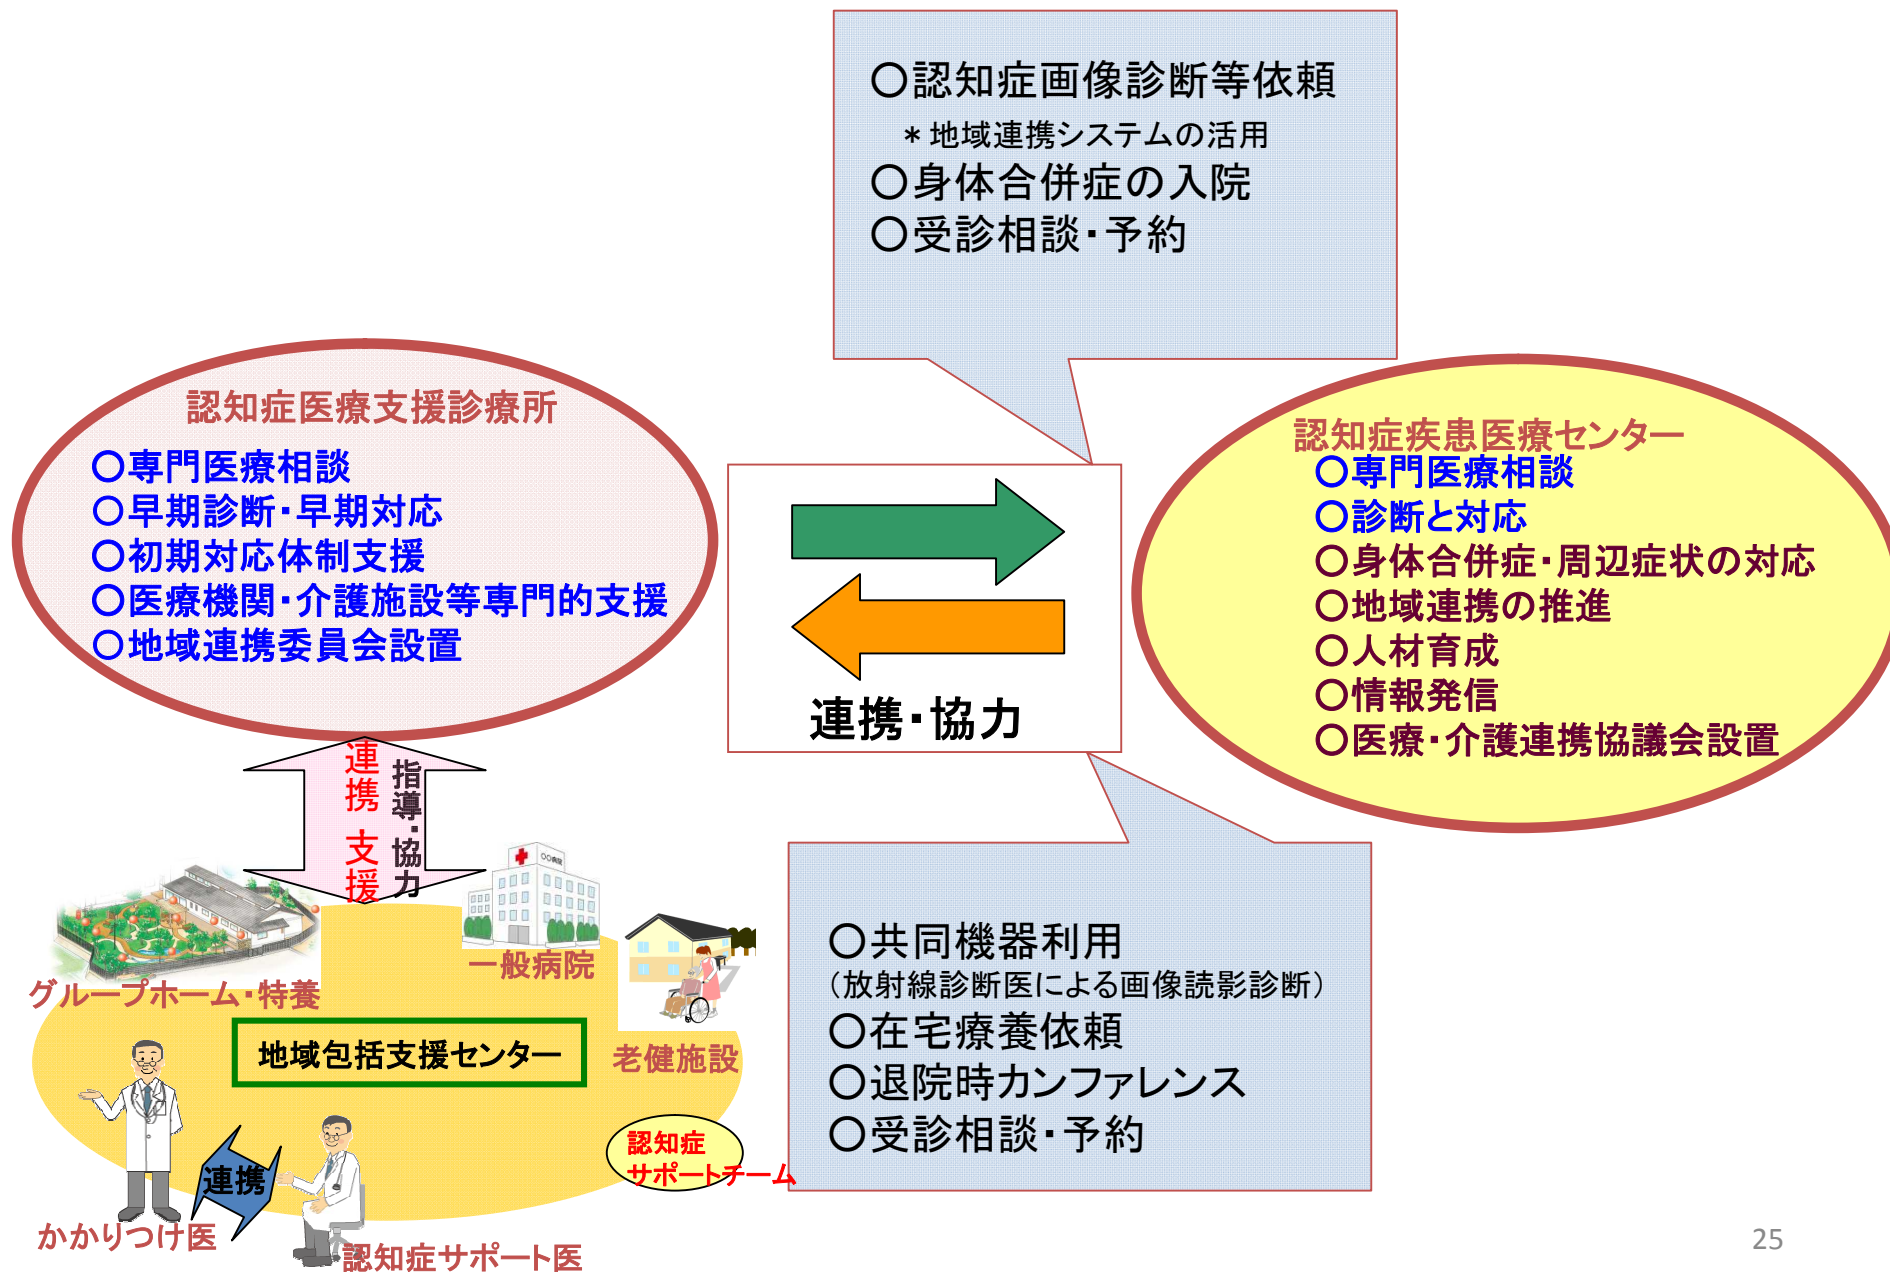 ○認知症画像診断等依頼
＊地域連携システムの活用
○身体合併症の入院
○受診相談・予約
認知症医療支援診療所
○専門医療相談
○早期診断・早期対応
○初期対応体制支援
○医療機関・介護施設等専門的支援
○地域連携委員会設置
連携・協力
認知症疾患医療センター
○専門医療相談
○診断と対応
○身体合併症・周辺症状の対応
○地域連携の推進
○人材育成
○情報発信
○医療・介護連携協議会設置
連携 支援
指導・協力
○○病院
グループホーム・特養
一般病院
地域包括支援センター
老健施設
認知症
サポートチーム
連携
かかりつけ医
認知症サポート医
○共同機器利用
（放射線診断医による画像読影診断）
○在宅療養依頼
○退院時カンファレンス
○受診相談・予約
25